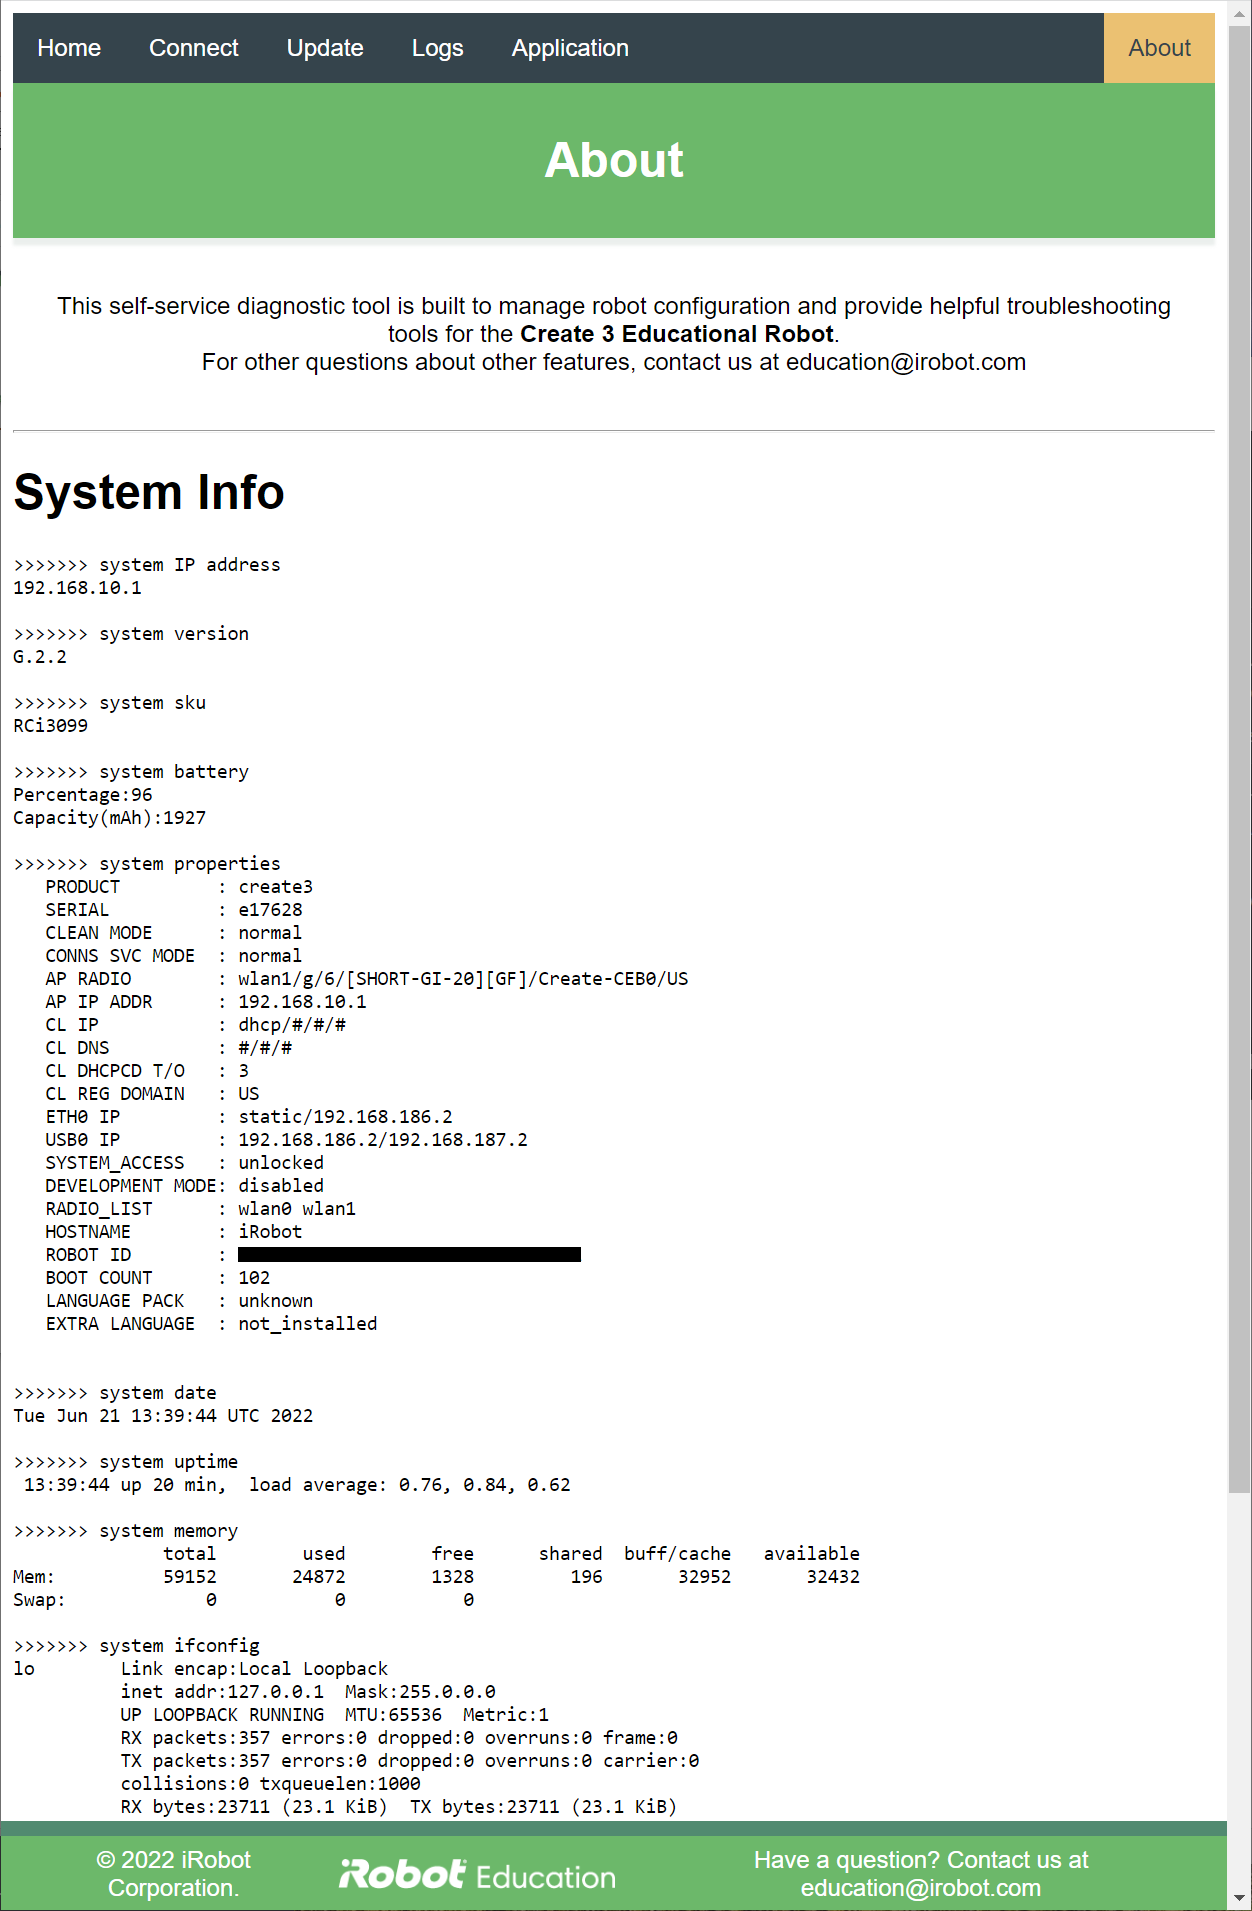 Home Connect Update Logs Application About
About
This self-service diagnostic tool is built to manage robot configuration and provide helpful troubleshooting
tools for the Create 3 Educational Robot.
For other questions about other features, contact us at education@irobot.com
System Info
>>>>>>> system IP address
192.168.10.1
>>>>>>> system version
G.2.2
>>>>>>> system sku
RCi3099
>>>>>>> system battery
Percentage:96
Capacity(mAh):1927
>>>>>>> system properties
   PRODUCT         : create3
   SERIAL          : e17628
   CLEAN MODE      : normal
   CONNS SVC MODE  : normal
   AP RADIO        : wlan1/g/6/[SHORT-GI-20][GF]/Create-CEB0/US
   AP IP ADDR      : 192.168.10.1
   CL IP           : dhcp/#/#/#
   CL DNS          : #/#/#
   CL DHCPCD T/O   : 3
   CL REG DOMAIN   : US
   ETH0 IP         : static/192.168.186.2
   USB0 IP         : 192.168.186.2/192.168.187.2
   SYSTEM_ACCESS   : unlocked
   DEVELOPMENT MODE: disabled
   RADIO_LIST      : wlan0 wlan1
   HOSTNAME        : iRobot
   ROBOT ID        :
   BOOT COUNT      : 102
   LANGUAGE PACK   : unknown
   EXTRA LANGUAGE  : not_installed
>>>>>>> system date
Tue Jun 21 13:39:44 UTC 2022
>>>>>>> system uptime
 13:39:44 up 20 min,  load average: 0.76, 0.84, 0.62
>>>>>>> system memory
              total        used        free      shared  buff/cache   available
Mem:          59152       24872        1328         196       32952       32432
Swap:             0           0           0
>>>>>>> system ifconfig
lo        Link encap:Local Loopback
          inet addr:127.0.0.1  Mask:255.0.0.0
          UP LOOPBACK RUNNING  MTU:65536  Metric:1
          RX packets:357 errors:0 dropped:0 overruns:0 frame:0
          TX packets:357 errors:0 dropped:0 overruns:0 carrier:0
          collisions:0 txqueuelen:1000
          RX bytes:23711 (23.1 KiB)  TX bytes:23711 (23.1 KiB)
© 2022 iRobot
Corporation.
iRobot Education
Have a question? Contact us at
education@irobot.com